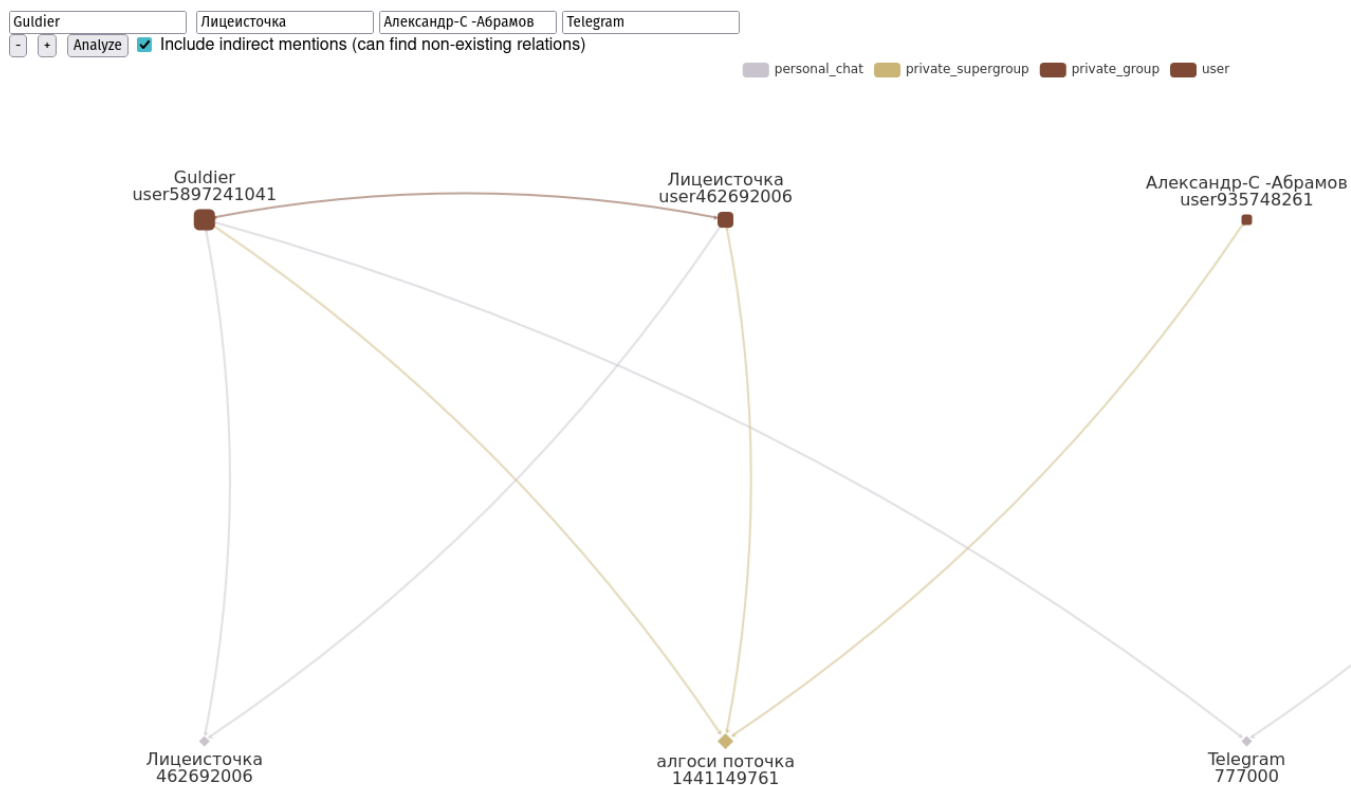 Guldier Лицеисточка Александр-С -Абрамов Telegram
- + Analyze Include indirect mentions (can find non-existing relations)
personal_chat private_supergroup private_group user
Guldier
user5897241041
Лицеисточка
user462692006
Александр-С -Абрамов
user935748261
Лицеисточка
462692006
алгоси поточка
1441149761
Telegram
777000